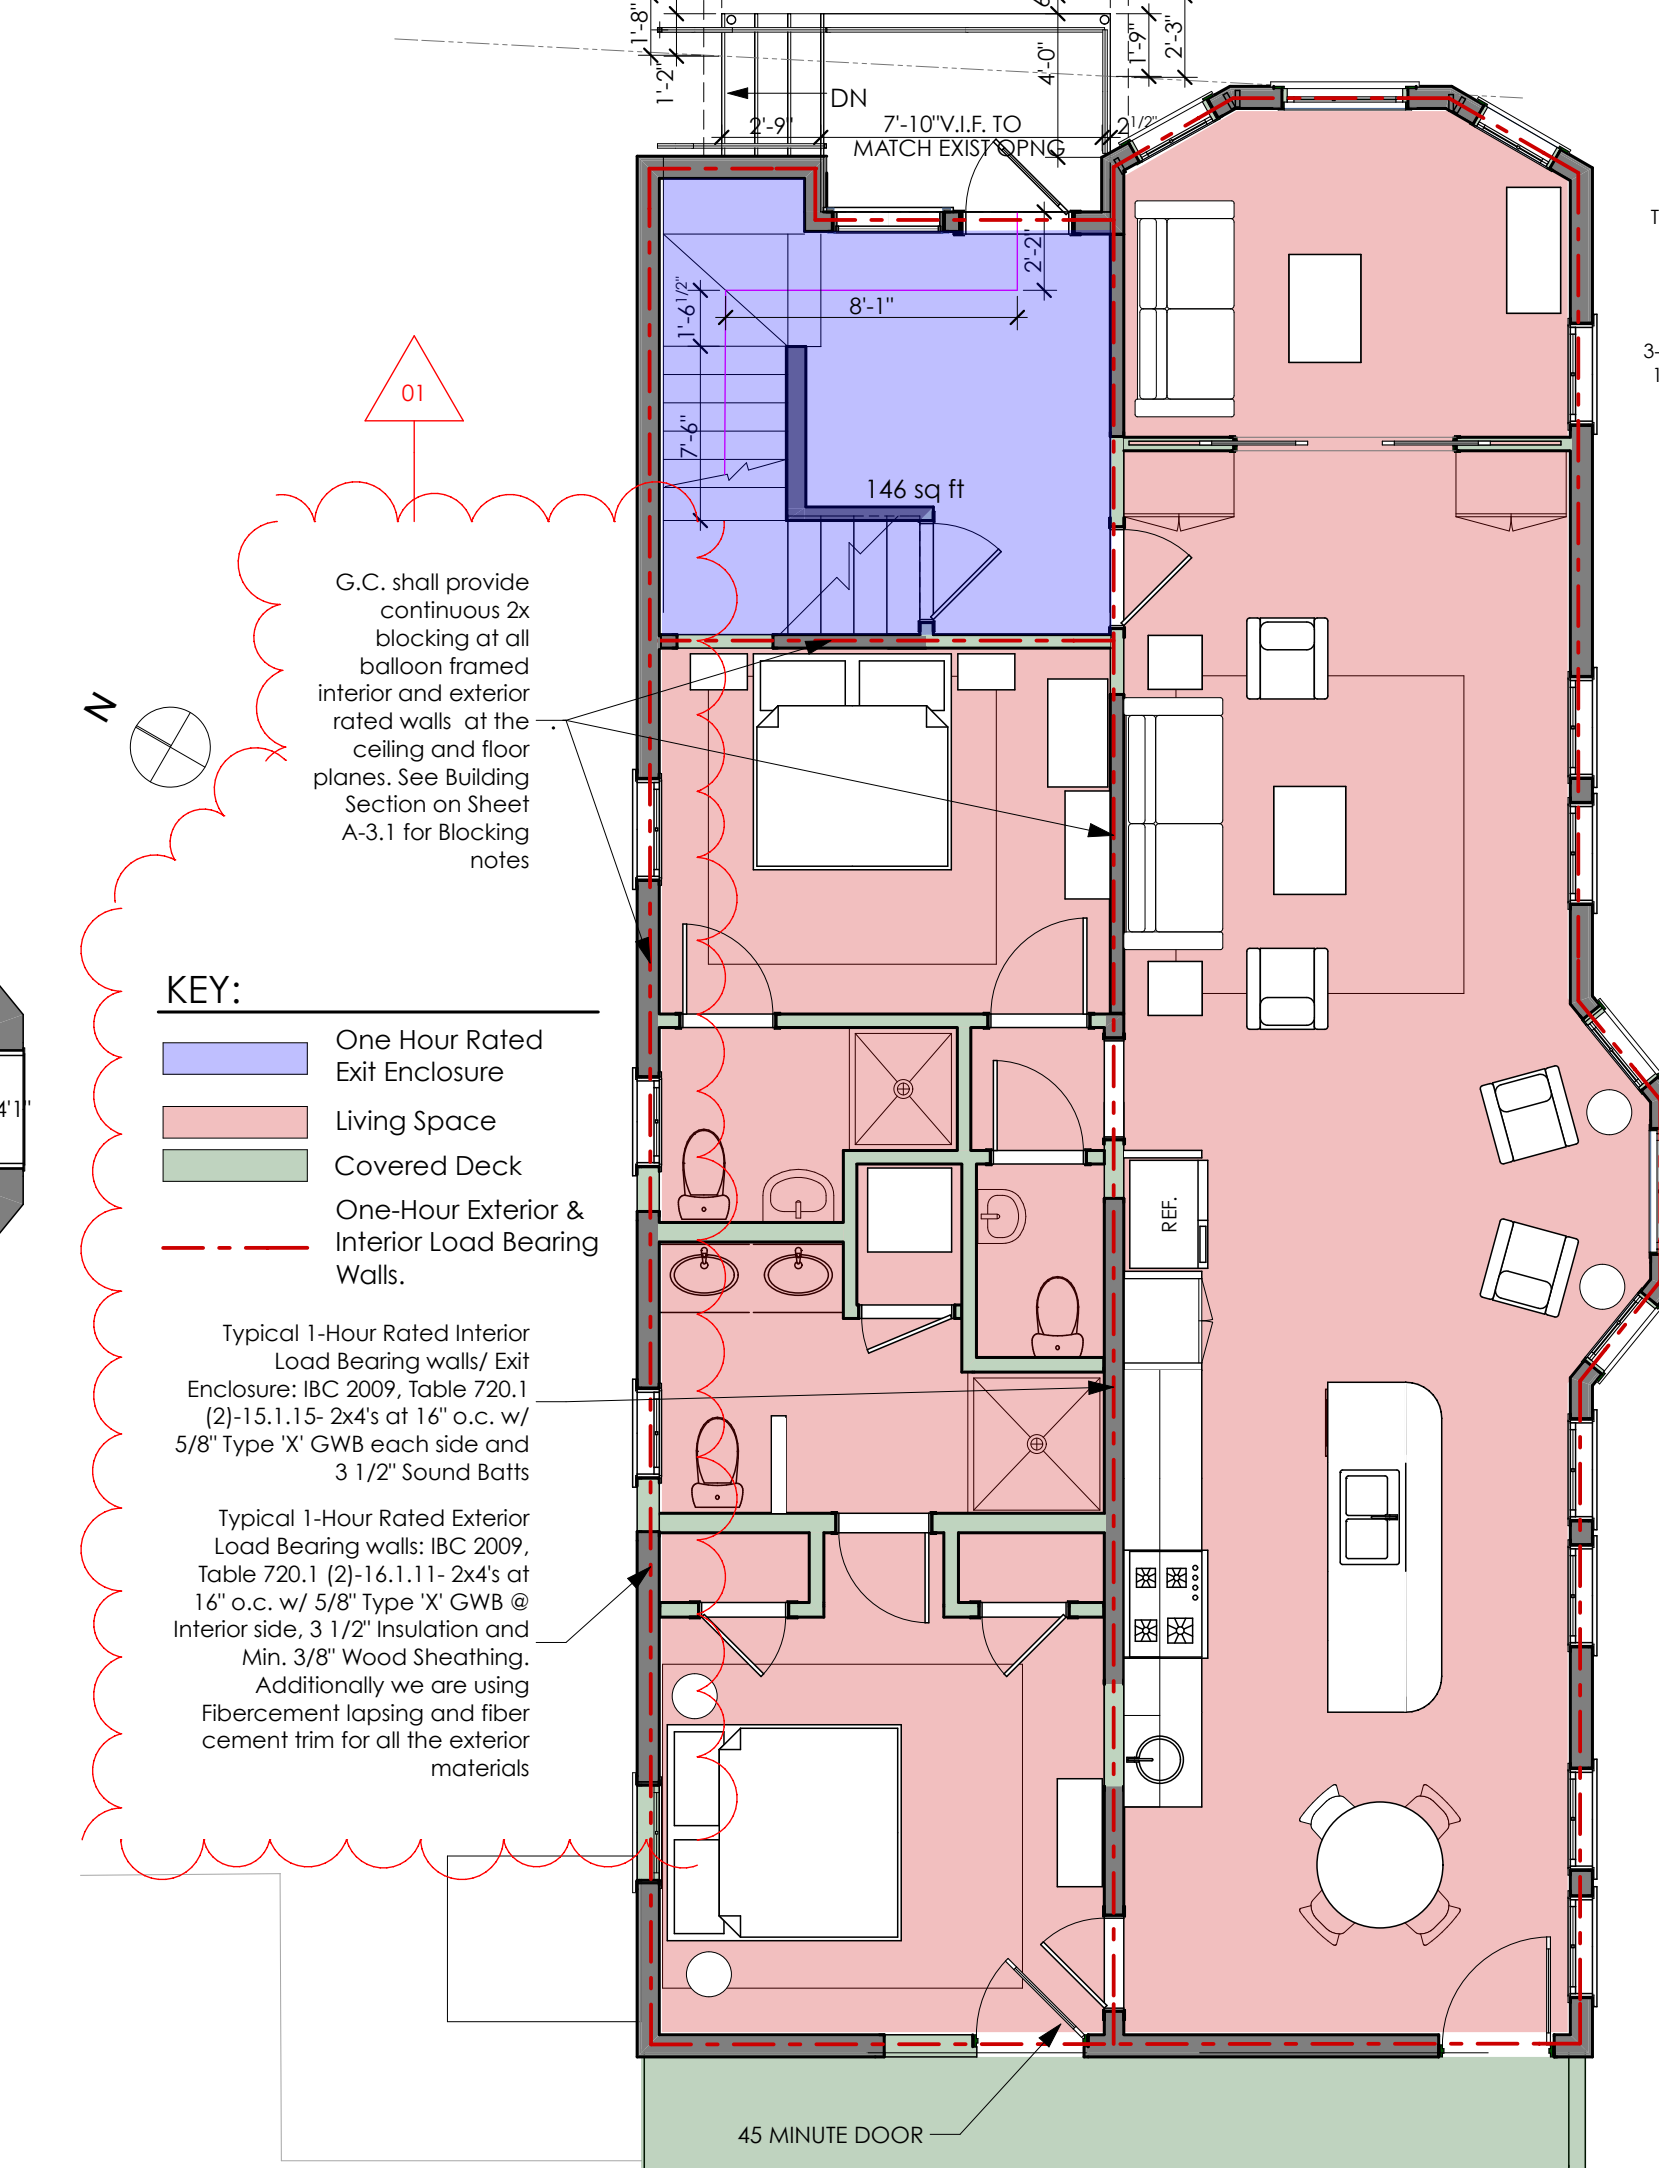 1'-8"
1'-2"
4'-0"
1'-9"
2'-3"
DN
2'-9"
7'-10"V.I.F. TO
MATCH EXIST OPNG
2 1/2"
T
2'-2"
1'-6 1/2"
8'-1"
3-
1
01
7'-6"
146 sq ft
G.C. shall provide
continuous 2x
blocking at all
balloon framed
interior and exterior
rated walls at the
ceiling and floor
planes. See Building
Section on Sheet
A-3.1 for Blocking
notes
.
N
KEY:
One Hour Rated
Exit Enclosure
Living Space
Covered Deck
One-Hour Exterior &
Interior Load Bearing
Walls.
4'1"
REF.
Typical 1-Hour Rated Interior
Load Bearing walls/ Exit
Enclosure: IBC 2009, Table 720.1
(2)-15.1.15- 2x4's at 16" o.c. w/
5/8" Type 'X' GWB each side and
3 1/2" Sound Batts
Typical 1-Hour Rated Exterior
Load Bearing walls: IBC 2009,
Table 720.1 (2)-16.1.11- 2x4's at
16" o.c. w/ 5/8" Type 'X' GWB @
Interior side, 3 1/2" Insulation and
Min. 3/8" Wood Sheathing.
Additionally we are using
Fibercement lapsing and fiber
cement trim for all the exterior
materials
45 MINUTE DOOR